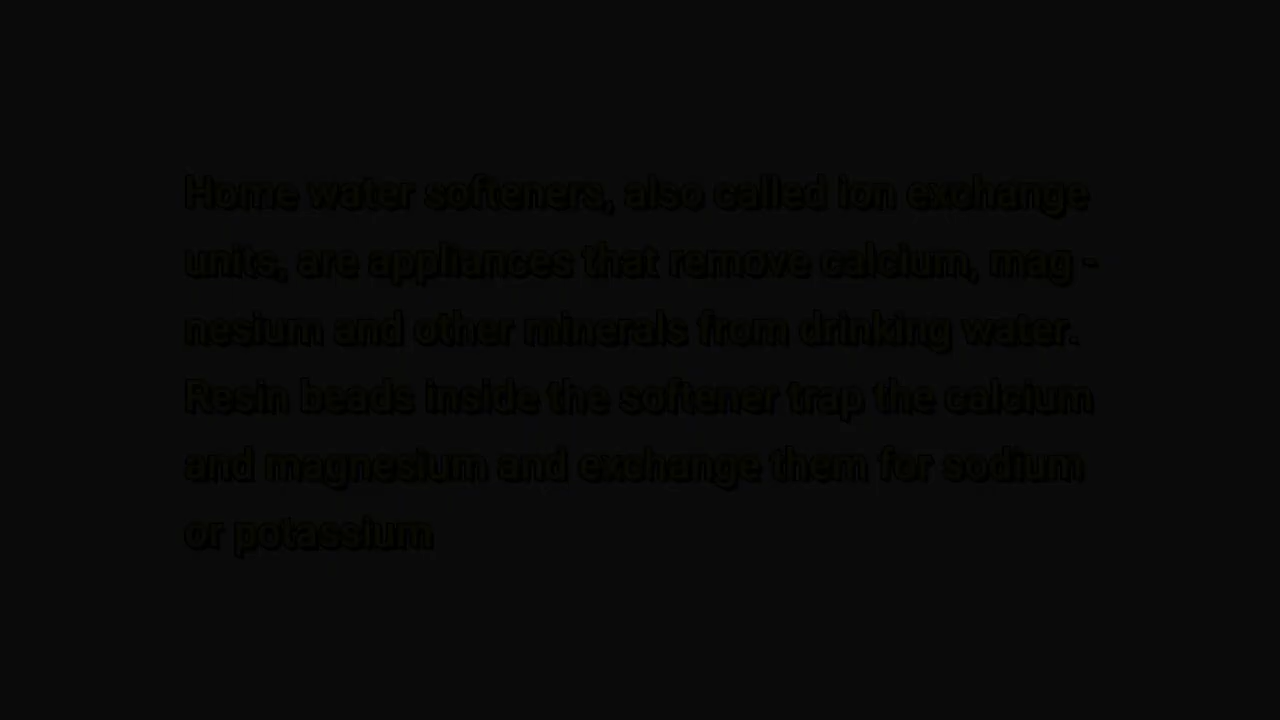 Home water softeners, also called ion exchange
units, are appliances that remove calcium, mag -
nesium and other minerals from drinking water.
Resin beads inside the softener trap the calcium
and magnesium and exchange them for sodium
or potassium